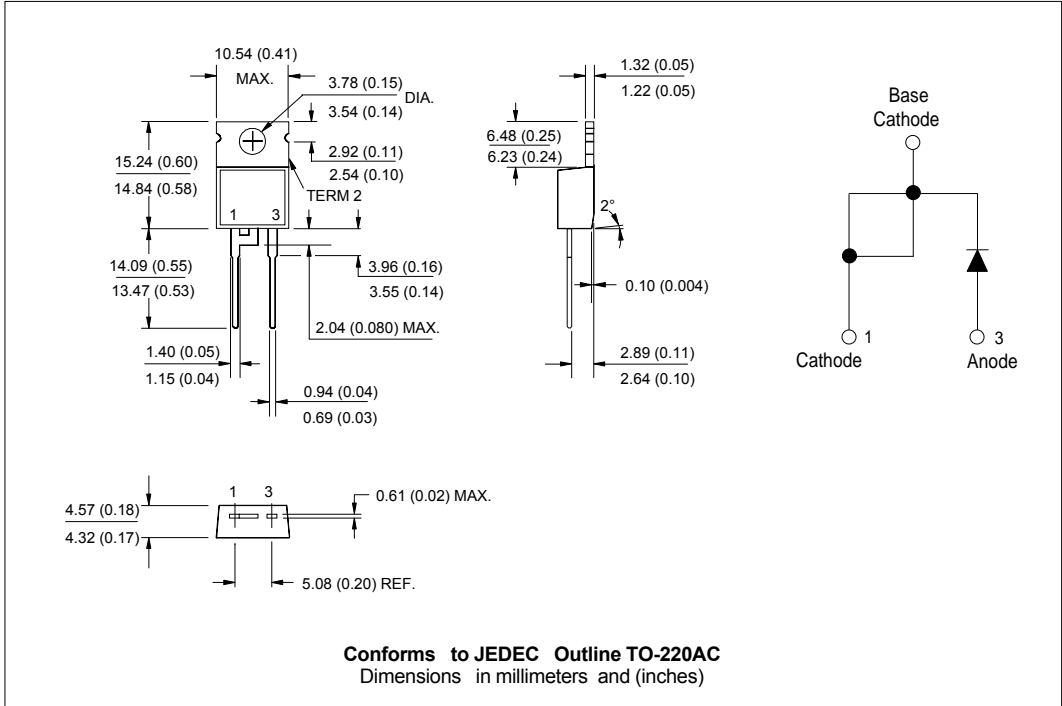 10.54 (0.41)
MAX.
3.78 (0.15)
3.54 (0.14)
DIA.
15.24 (0.60)
14.84 (0.58)
2.92 (0.11)
2.54 (0.10)
TERM 2
1 3
14.09 (0.55)
13.47 (0.53)
3.96 (0.16)
3.55 (0.14)
2.04 (0.080) MAX.
1.40 (0.05)
1.15 (0.04)
0.94 (0.04)
0.69 (0.03)
1.32 (0.05)
1.22 (0.05)
6.48 (0.25)
6.23 (0.24)
2°
0.10 (0.004)
2.89 (0.11)
2.64 (0.10)
Base
Cathode
1
Cathode
3
Anode
4.57 (0.18)
4.32 (0.17)
1 3
0.61 (0.02) MAX.
5.08 (0.20) REF.
Conforms to JEDEC Outline TO-220AC
Dimensions in millimeters and (inches)